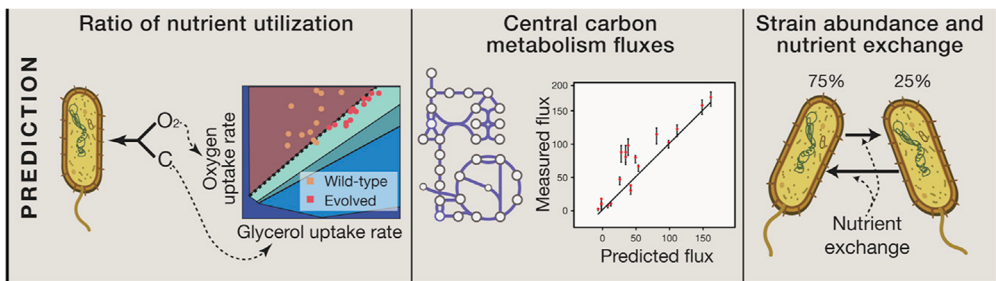 PREDICTION
Ratio of nutrient utilization
O2-
C
Oxygen
uptake rate
Wild-type
Evolved
Glycerol uptake rate
Central carbon
metabolism fluxes
Measured flux
200
150
100
50
0
0 50 100 150
Predicted flux
Strain abundance and
nutrient exchange
75% 25%
Nutrient
exchange